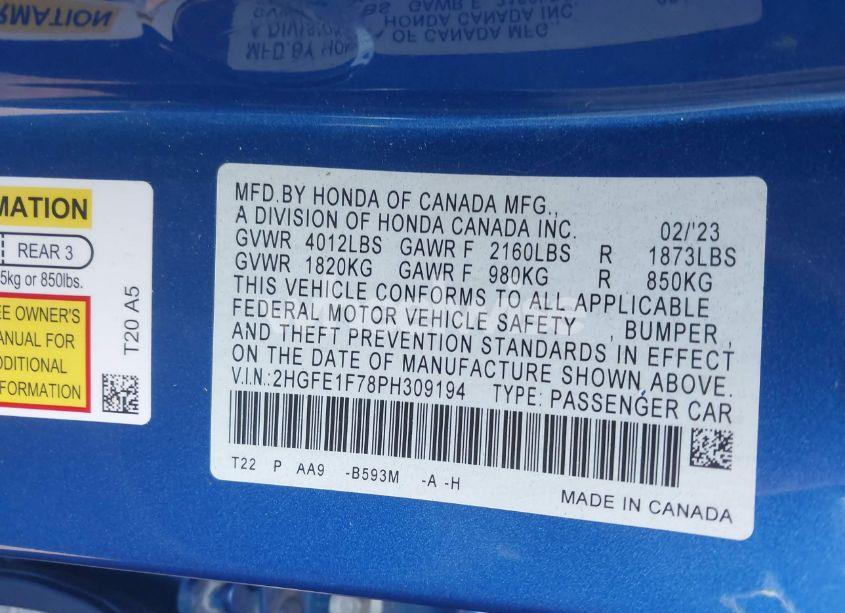 MATION
REAR 3
5kg or 850lbs.
EE OWNER'S
ANUAL FOR
DDITIONAL
FORMATION
T20 A5
MFD.BY HONDA OF CANADA MFG.,
A DIVISION OF HONDA CANADA INC. 02/'23
GVWR 4012LBS GAWR F 2160LBS R 1873LBS
GVWR 1820KG GAWR F 980KG R 850KG
THIS VEHICLE CONFORMS TO ALL APPLICABLE
FEDERAL MOTOR VEHICLE SAFETY , BUMPER ,
AND THEFT PREVENTION STANDARDS IN EFFECT
ON THE DATE OF MANUFACTURE SHOWN ABOVE.
V.I.N.: 2HGFE1F78PH309194 TYPE: PASSENGER CAR
T22 P AA9 -B593M -A -H
MADE IN CANADA